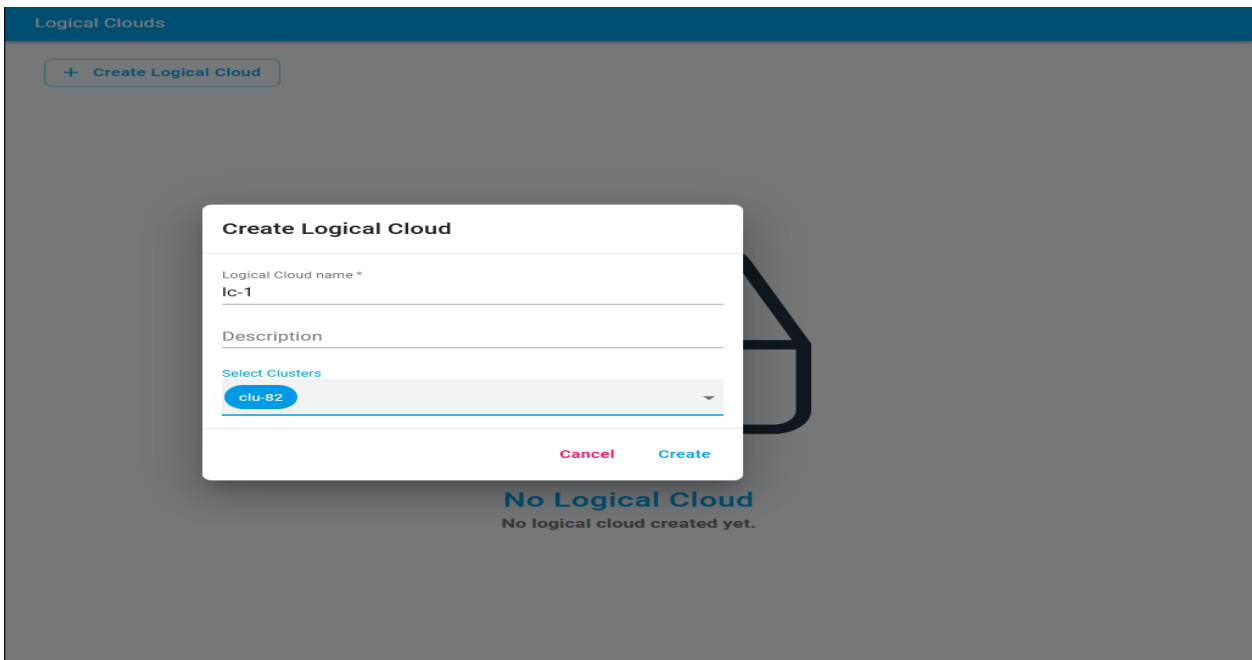 Logical Clouds
+ Create Logical Cloud
Create Logical Cloud
Logical Cloud name *
lc-1
Description
Select Clusters
clu-82
Cancel Create
No Logical Cloud
No logical cloud created yet.